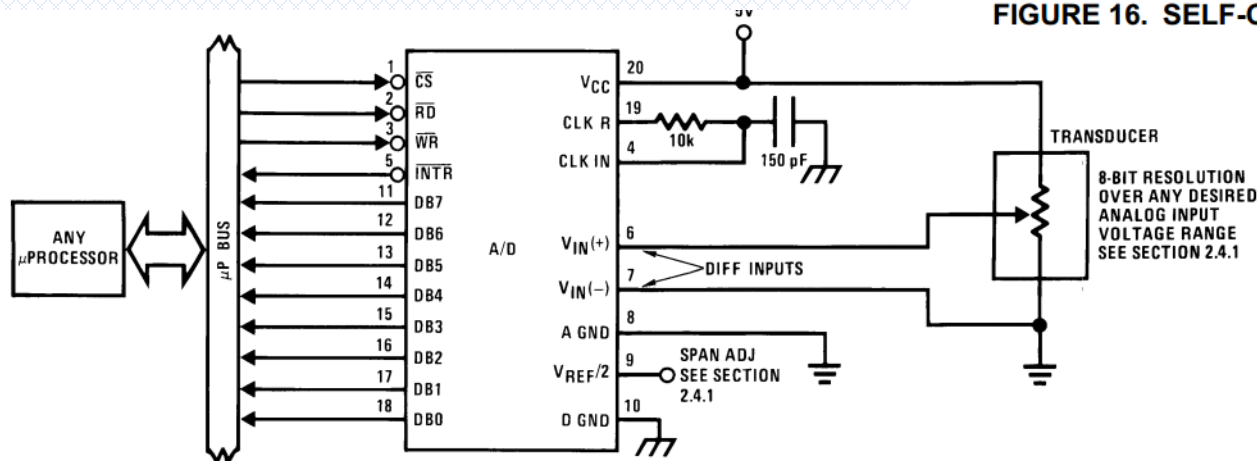 FIGURE 16. SELF-
5V
1 CS 20
VCC
2 RD 19
CLK R
10k
3 WR 4
CLK IN
150 pF
5 INTR
TRANSDUCER
8-BIT RESOLUTION
OVER ANY DESIRED
ANALOG INPUT
VOLTAGE RANGE
SEE SECTION 2.4.1
ANY
µPROCESSOR
µP BUS
A/D
11 DB7
12 DB6
13 DB5
14 DB4
15 DB3
16 DB2
17 DB1
18 DB0
VIN(+) 6
DIFF INPUTS
VIN(–) 7
A GND 8
VREF/2 9
SPAN ADJ
SEE SECTION
2.4.1
D GND 10